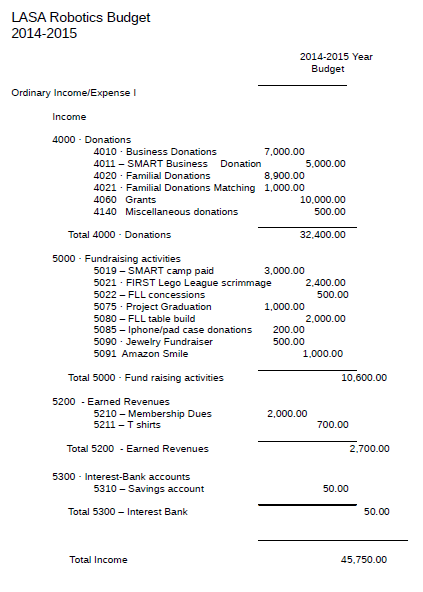 LASA Robotics Budget
2014-2015
2014-2015 Year
Budget
Ordinary Income/Expense I
Income
4000 · Donations
4010 · Business Donations 7,000.00
4011 – SMART Business Donation 5,000.00
4020 · Familial Donations 8,900.00
4021 · Familial Donations Matching 1,000.00
4060 Grants 10,000.00
4140 Miscellaneous donations 500.00
Total 4000 · Donations 32,400.00
5000 · Fundraising activities
5019 – SMART camp paid 3,000.00
5021 · FIRST Lego League scrimmage 2,400.00
5022 – FLL concessions 500.00
5075 · Project Graduation 1,000.00
5080 – FLL table build 2,000.00
5085 – Iphone/pad case donations 200.00
5090 · Jewelry Fundraiser 500.00
5091 Amazon Smile 1,000.00
Total 5000 · Fund raising activities 10,600.00
5200 - Earned Revenues
5210 – Membership Dues 2,000.00
5211 – T shirts 700.00
Total 5200 - Earned Revenues 2,700.00
5300 · Interest-Bank accounts
5310 – Savings account 50.00
Total 5300 – Interest Bank 50.00
Total Income 45,750.00